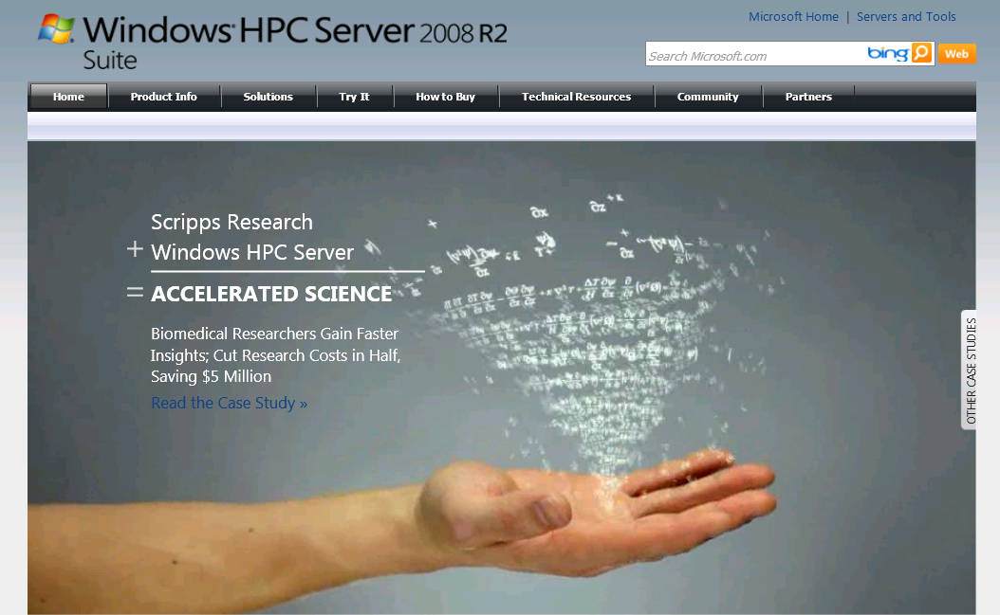 Windows HPC Server 2008 R2
Suite
Microsoft Home | Servers and Tools
Search Microsoft.com
bing
Web
Home
Product Info
Solutions
Try It
How to Buy
Technical Resources
Community
Partners
Scripps Research
+ Windows HPC Server
= ACCELERATED SCIENCE
Biomedical Researchers Gain Faster
Insights; Cut Research Costs in Half,
Saving $5 Million
Read the Case Study »
OTHER CASE STUDIES